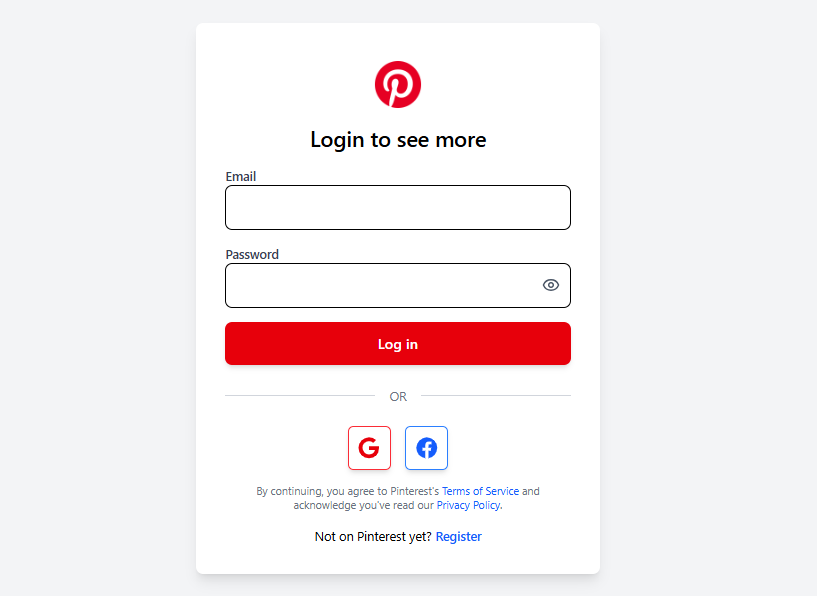 Login to see more
Email
Password
Log in
OR
By continuing, you agree to Pinterest's Terms of Service and
acknowledge you've read our Privacy Policy.
Not on Pinterest yet? Register